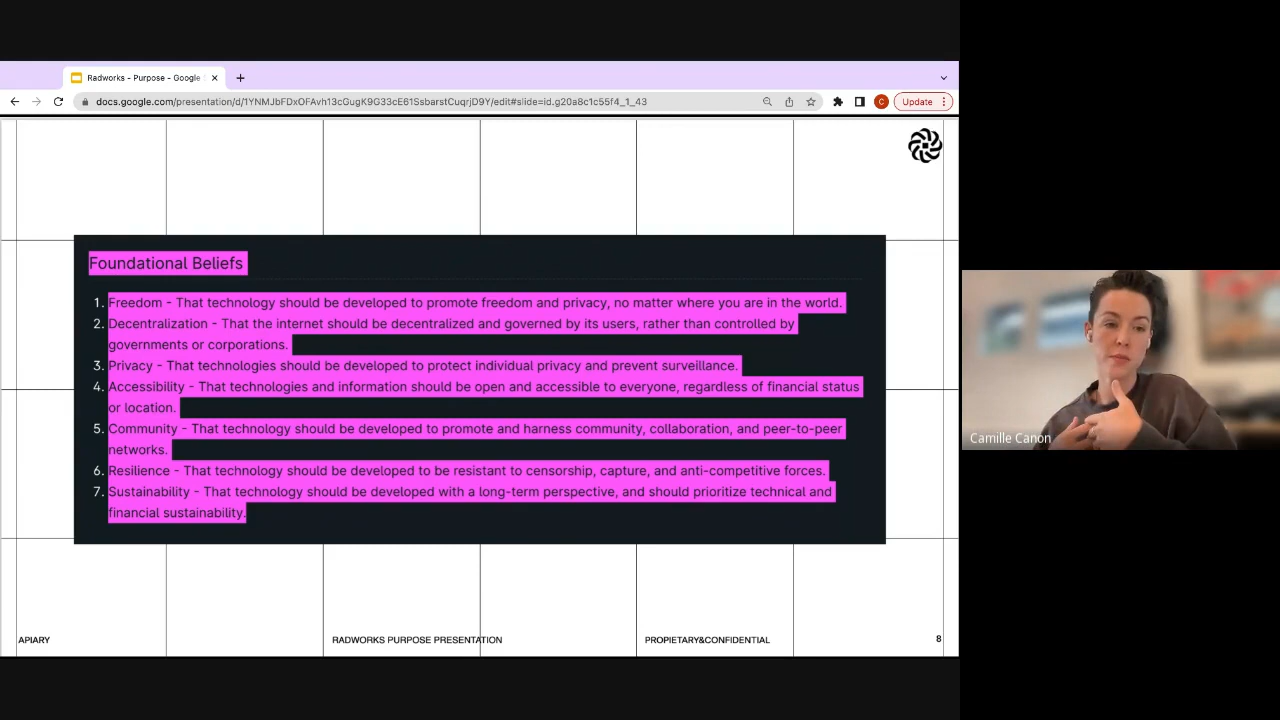 Radworks - Purpose - Google
docs.google.com/presentation/d/1YNMJbFDxOFAvh13cGugK9G33cE61SsbarstCuqrjD9Y/edit#slide=id.g20a8c1c55f4_1_43
C
Update
Foundational Beliefs
1. Freedom - That technology should be developed to promote freedom and privacy, no matter where you are in the world.
2. Decentralization - That the internet should be decentralized and governed by its users, rather than controlled by
governments or corporations.
3. Privacy - That technologies should be developed to protect individual privacy and prevent surveillance.
4. Accessibility - That technologies and information should be open and accessible to everyone, regardless of financial status
or location.
5. Community - That technology should be developed to promote and harness community, collaboration, and peer-to-peer
networks.
6. Resilience - That technology should be developed to be resistant to censorship, capture, and anti-competitive forces.
7. Sustainability - That technology should be developed with a long-term perspective, and should prioritize technical and
financial sustainability.
Camille Canon
APIARY
RADWORKS PURPOSE PRESENTATION
PROPIETARY&CONFIDENTIAL
8